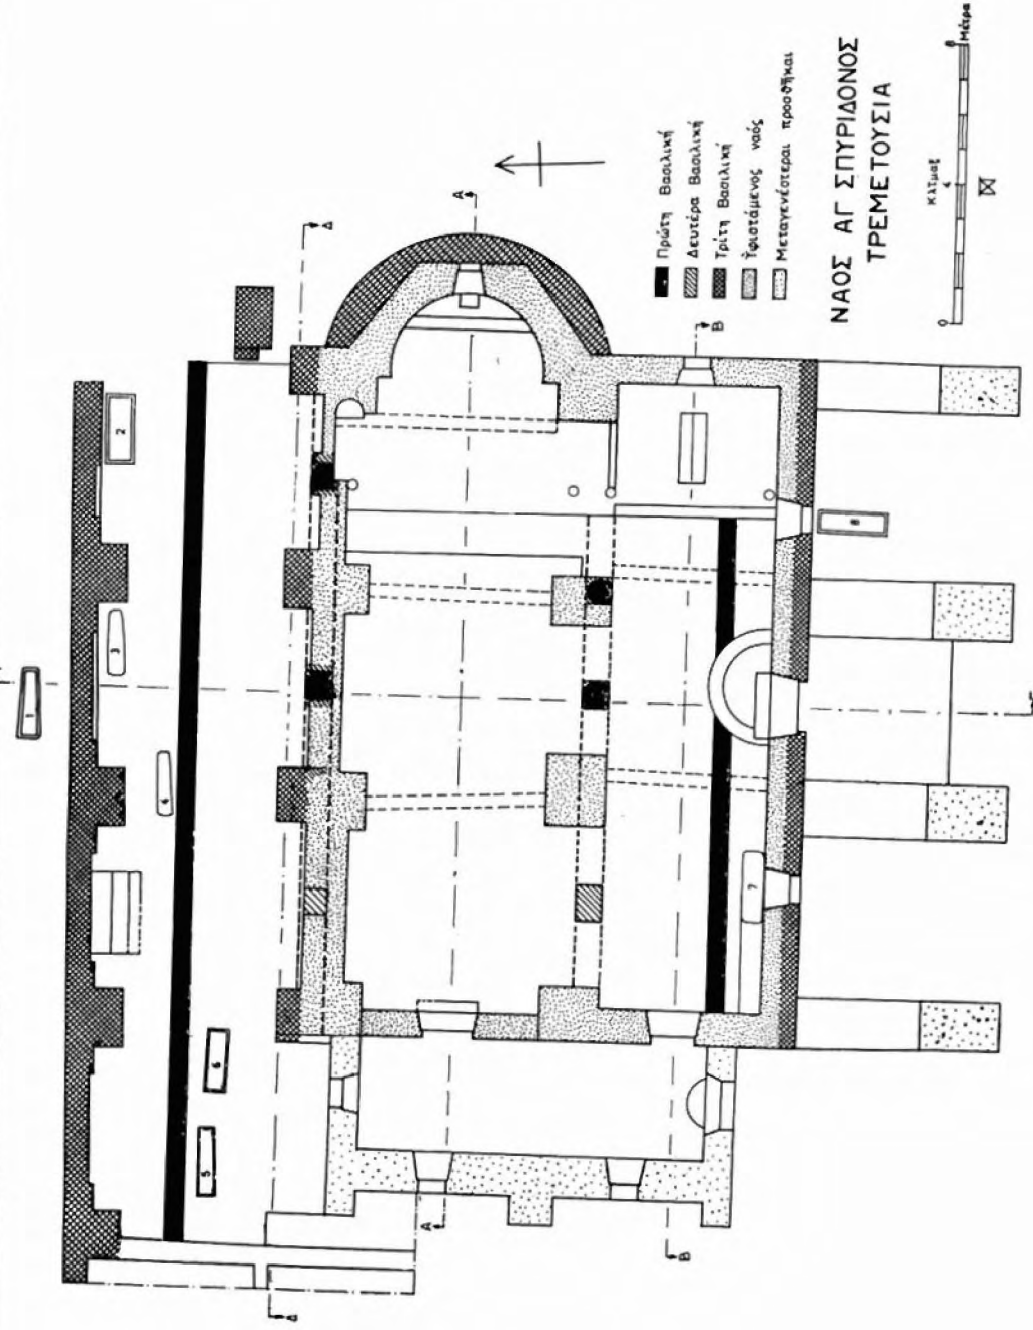 ΝΑΟΣ ΑΓ ΣΠΥΡΙΔΟΝΟΣ
ΤΡΕΜΕΤΟΥΣΙΑ
Πρώτη Βασιλική
Δευτέρα Βασιλική
Τρίτη Βασιλική
Ὑφιστάμενος ναός
Μεταγενέστεραι προσθῆκαι
Κλῖμαξ
0 4 8 Μέτρα
Δ
Α
Β
1
2
3
4
5
6
7
8
Α
Β
Δ
Γ